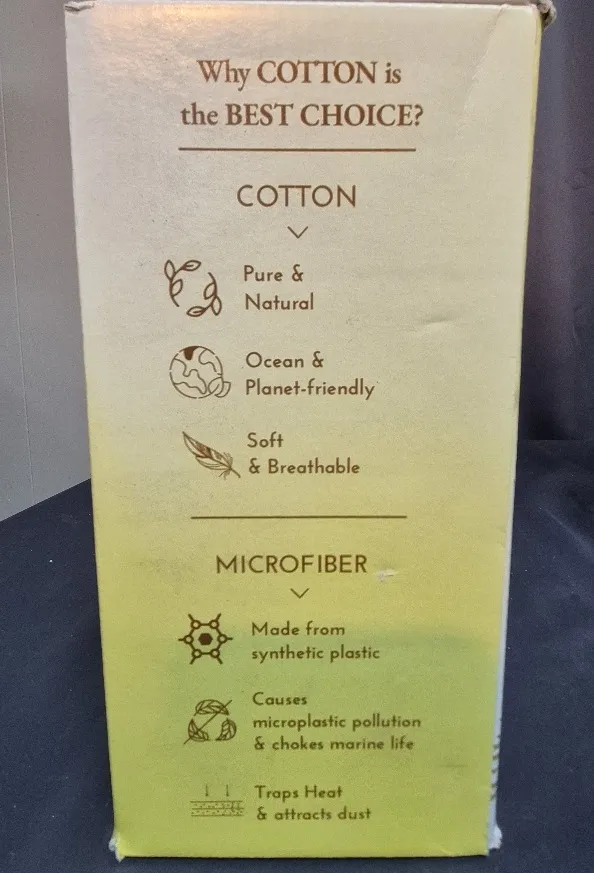 Why COTTON is
the BEST CHOICE?
COTTON
Pure &
Natural
Ocean &
Planet-friendly
Soft
& Breathable
MICROFIBER
Made from
synthetic plastic
Causes
microplastic pollution
& chokes marine life
Traps Heat
& attracts dust